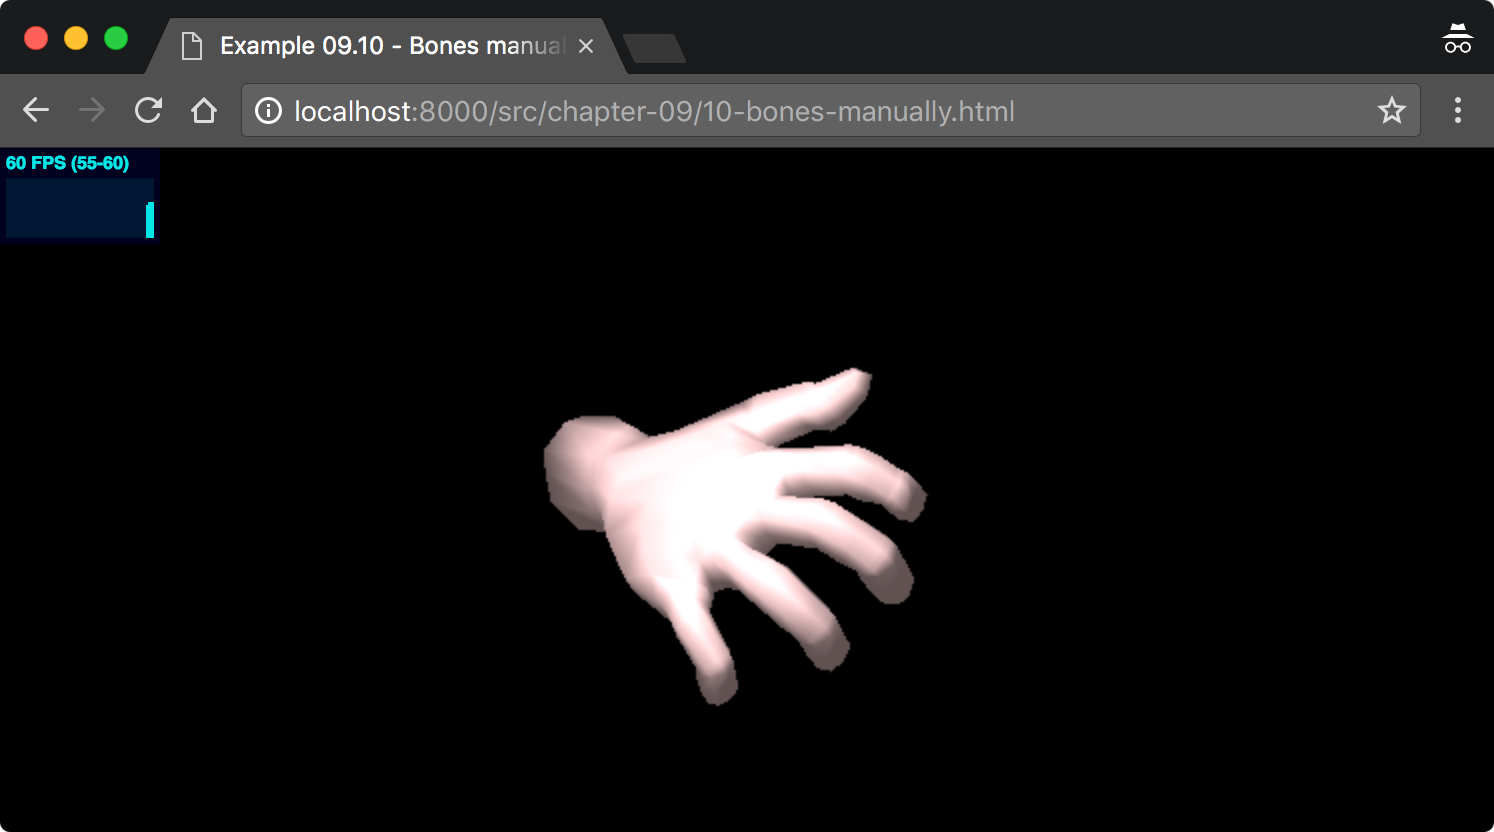 Example 09.10 - Bones manual
localhost:8000/src/chapter-09/10-bones-manually.html
60 FPS (55-60)